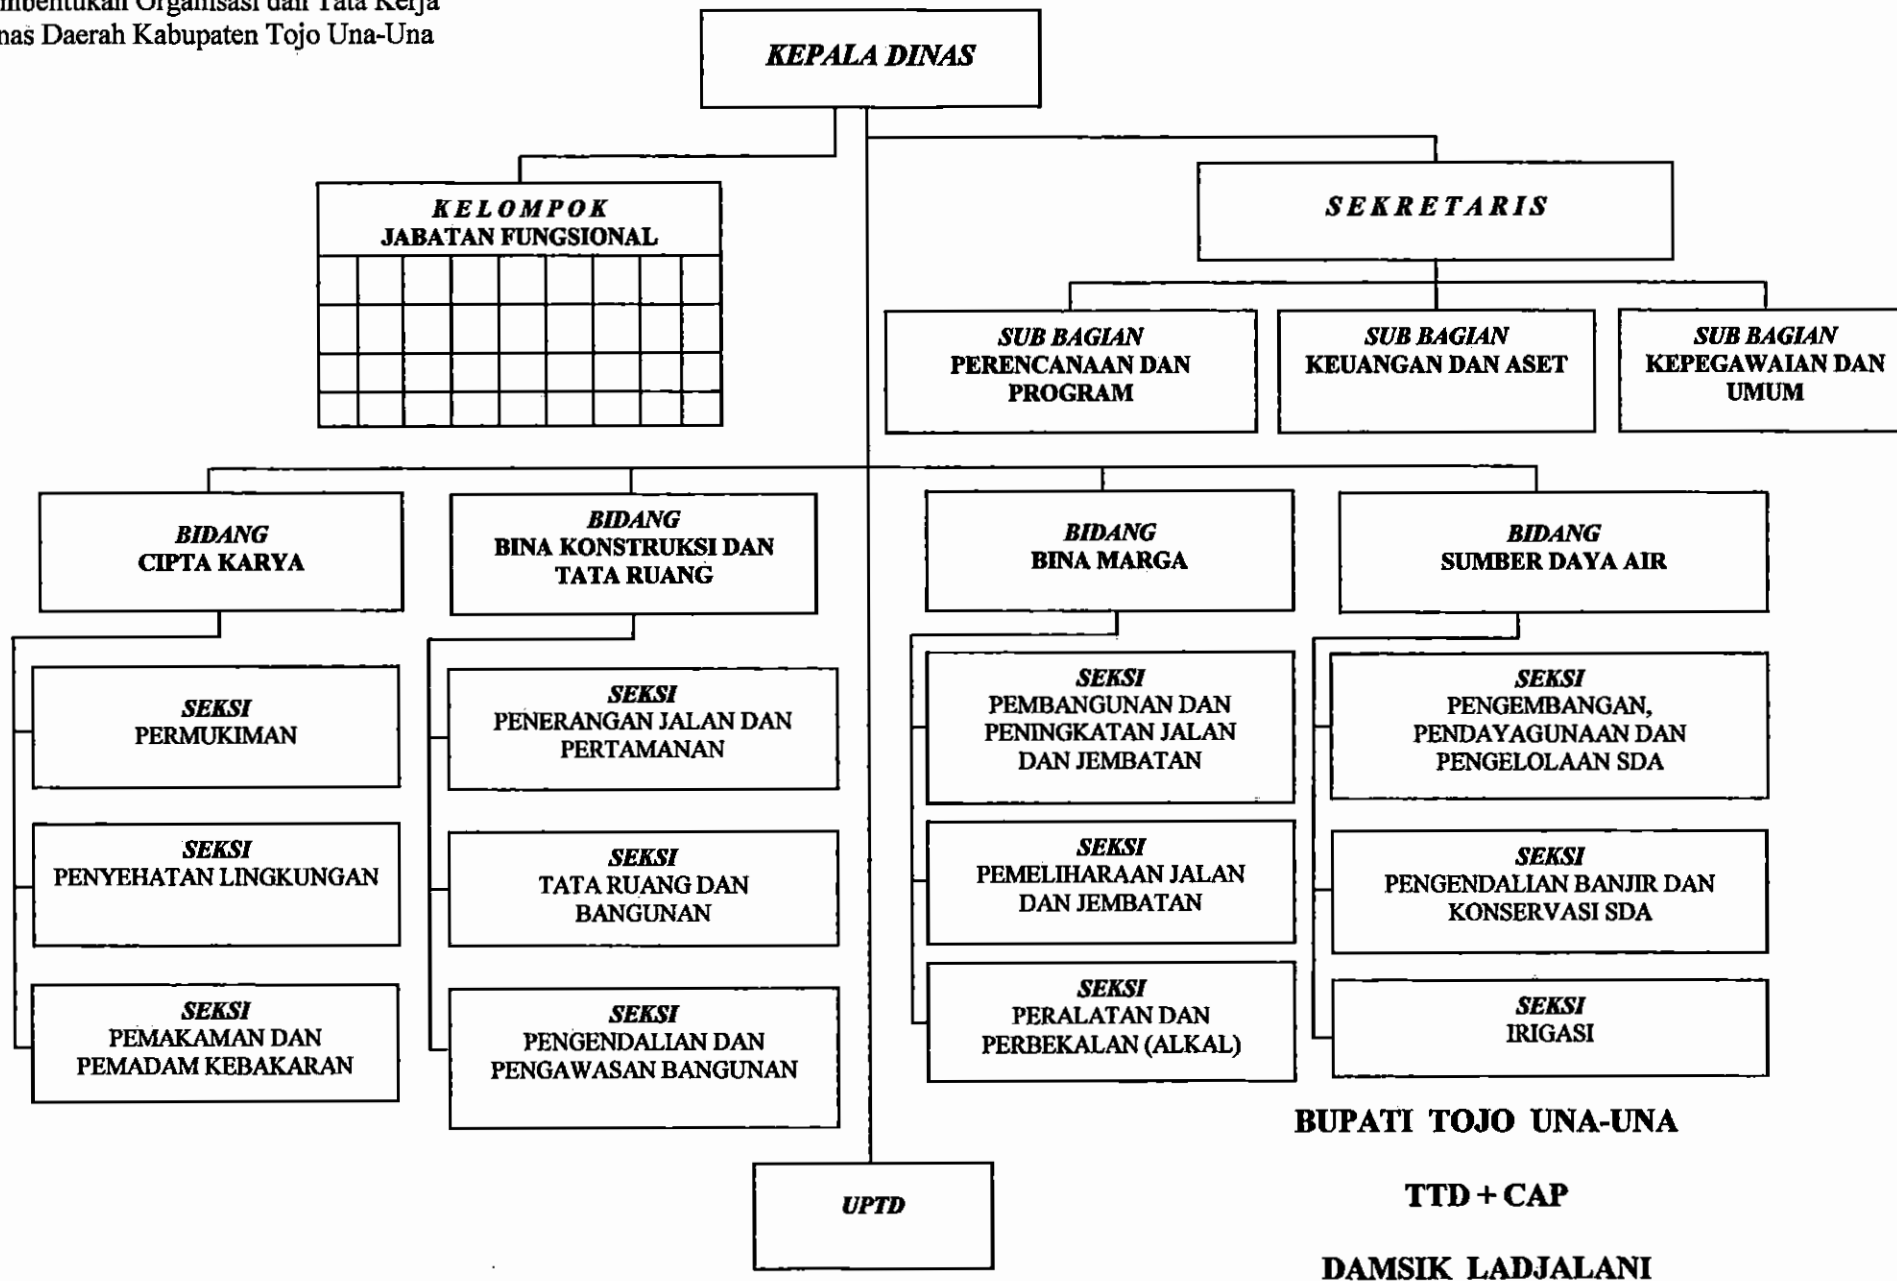 Organisasi dan Tata Kerja
Daerah Kabupaten Tojo Una-Una
KEPALA DINAS
KELOMPOK
JABATAN FUNGSIONAL
SEKRETARIS
SUB BAGIAN
PERENCANAAN DAN
PROGRAM
SUB BAGIAN
KEUANGAN DAN ASET
SUB BAGIAN
KEPEGAWAIAN DAN
UMUM
BIDANG
CIPTA KARYA
BIDANG
BINA KONSTRUKSI DAN
TATA RUANG
BIDANG
BINA MARGA
BIDANG
SUMBER DAYA AIR
SEKSI
PERMUKIMAN
SEKSI
PENYEHATAN LINGKUNGAN
SEKSI
PEMAKAMAN DAN
PEMADAM KEBAKARAN
SEKSI
PENERANGAN JALAN DAN
PERTAMANAN
SEKSI
TATA RUANG DAN
BANGUNAN
SEKSI
PENGENDALIAN DAN
PENGAWASAN BANGUNAN
SEKSI
PEMBANGUNAN DAN
PENINGKATAN JALAN
DAN JEMBATAN
SEKSI
PEMELIHARAAN JALAN
DAN JEMBATAN
SEKSI
PERALATAN DAN
PERBEKALAN (ALKAL)
SEKSI
PENGEMBANGAN,
PENDAYAGUNAAN DAN
PENGELOLAAN SDA
SEKSI
PENGENDALIAN BANJIR DAN
KONSERVASI SDA
SEKSI
IRIGASI
UPTD
BUPATI TOJO UNA-UNA
TTD + CAP
DAMSIK LADJALANI